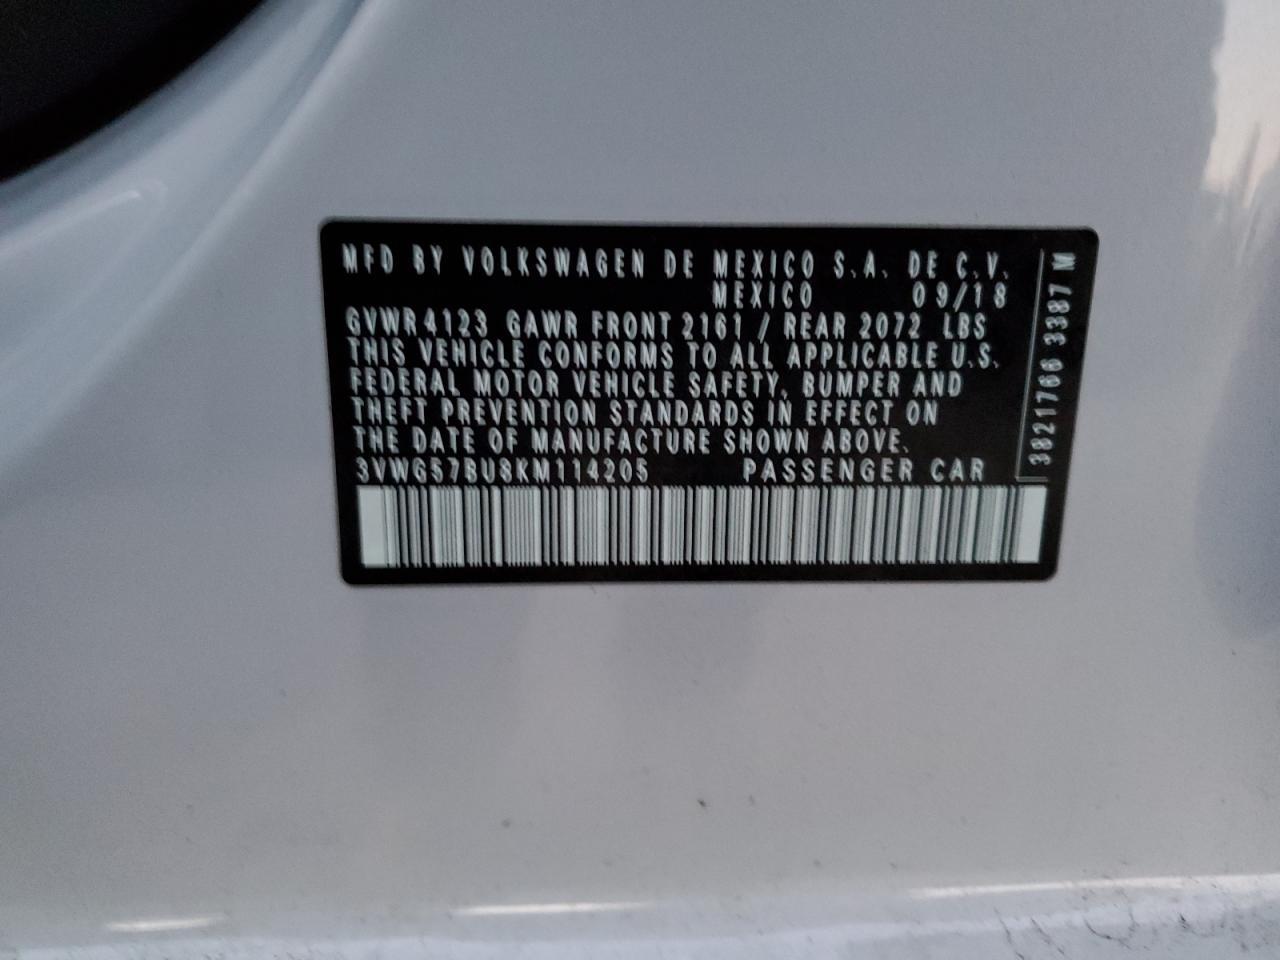 MFD BY VOLKSWAGEN DE MEXICO S.A. DE C.V.
MEXICO 09/18
GVWR4123 GAWR FRONT 2161 / REAR 2072 LBS
THIS VEHICLE CONFORMS TO ALL APPLICABLE U.S.
FEDERAL MOTOR VEHICLE SAFETY, BUMPER AND
THEFT PREVENTION STANDARDS IN EFFECT ON
THE DATE OF MANUFACTURE SHOWN ABOVE.
3VWG57BU8KM114205 PASSENGER CAR
3821766 3387 M